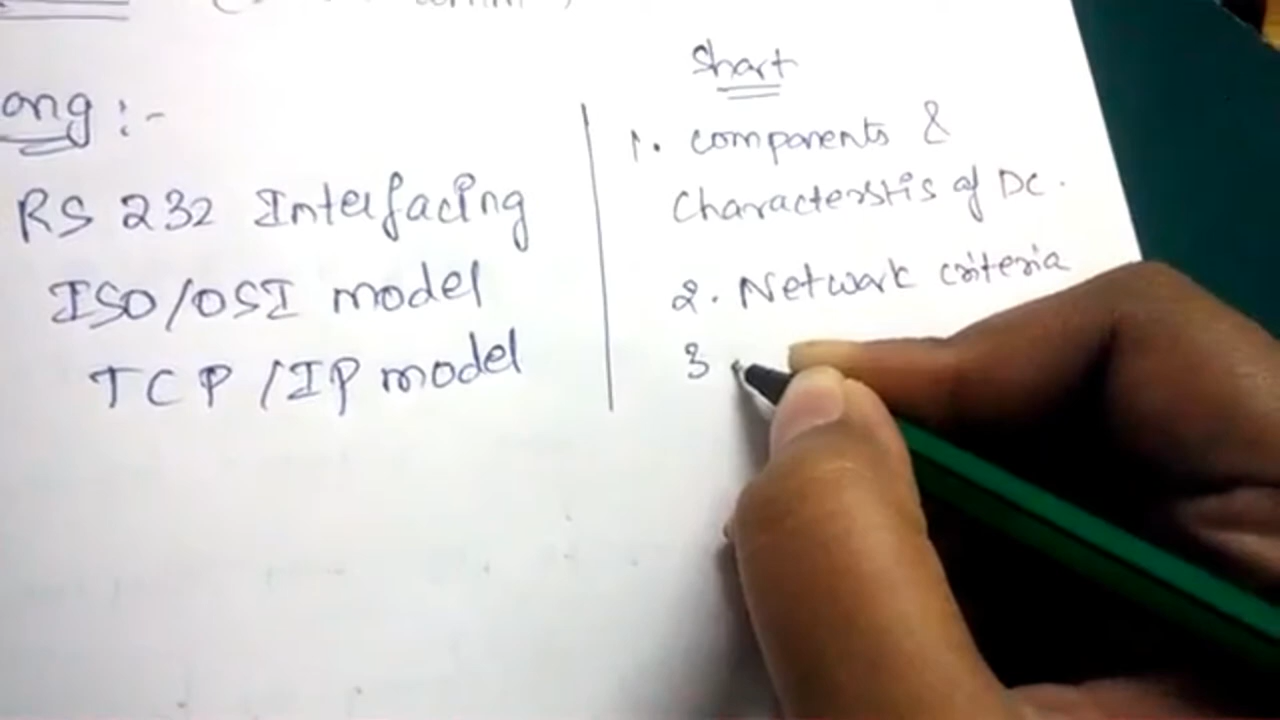 ong :-
RS 232 Interfacing
ISO/OSI model
TCP/IP model
Short
1. components &
Characterstis of DC.
2. Network criteria
3